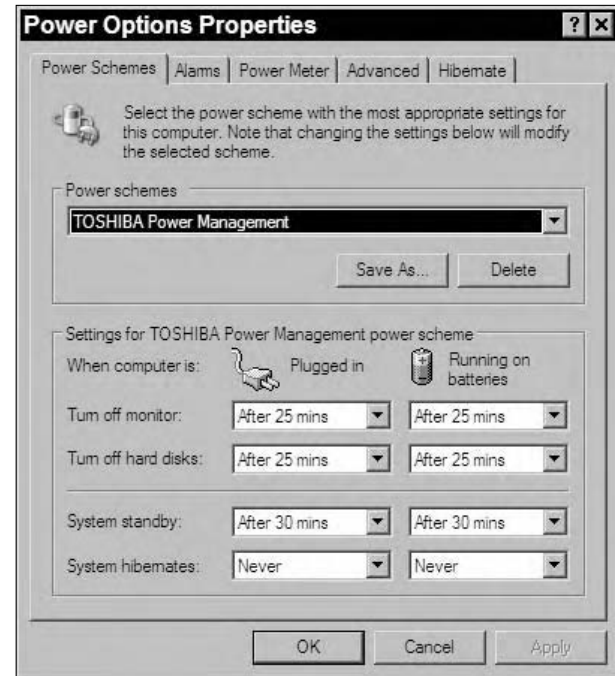 Power Options Properties
Power Schemes Alarms Power Meter Advanced Hibernate
Select the power scheme with the most appropriate settings for
this computer. Note that changing the settings below will modify
the selected scheme.
Power schemes
TOSHIBA Power Management
Save As... Delete
Settings for TOSHIBA Power Management power scheme
When computer is: Plugged in Running on
batteries
Turn off monitor: After 25 mins After 25 mins
Turn off hard disks: After 25 mins After 25 mins
System standby: After 30 mins After 30 mins
System hibernates: Never Never
OK Cancel Apply